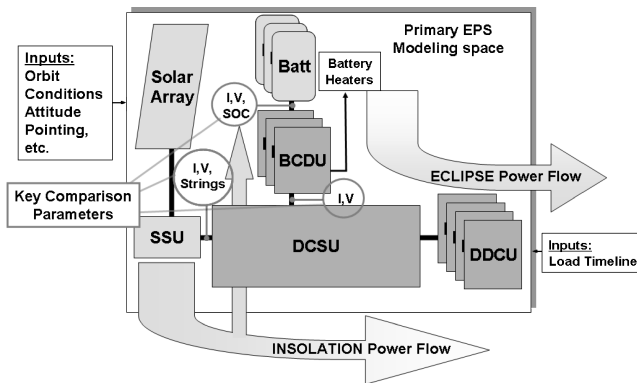 Primary EPS
Modeling space
Inputs:
Orbit
Conditions
Attitude
Pointing,
etc.
Solar
Array
Batt
Battery
Heaters
I,V,
SOC
BCDU
I,V,
Strings
I,V
ECLIPSE Power Flow
Key Comparison
Parameters
SSU
DCSU
DDCU
Inputs:
Load Timeline
INSOLATION Power Flow